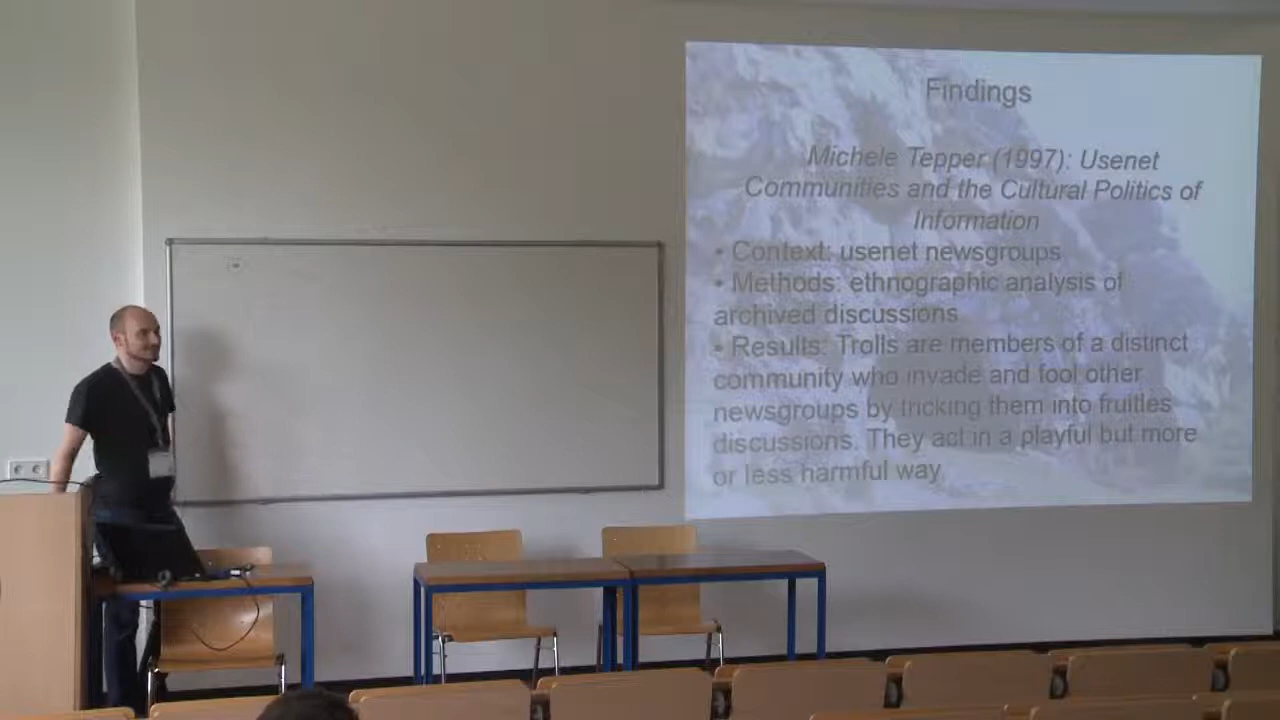 Findings
Michele Tepper (1997): Usenet
Communities and the Cultural Politics of
Information
• Context: usenet newsgroups
• Methods: ethnographic analysis of
archived discussions
• Results: Trolls are members of a distinct
community who invade and fool other
newsgroups by tricking them into fruitles
discussions. They act in a playful but more
or less harmful way.